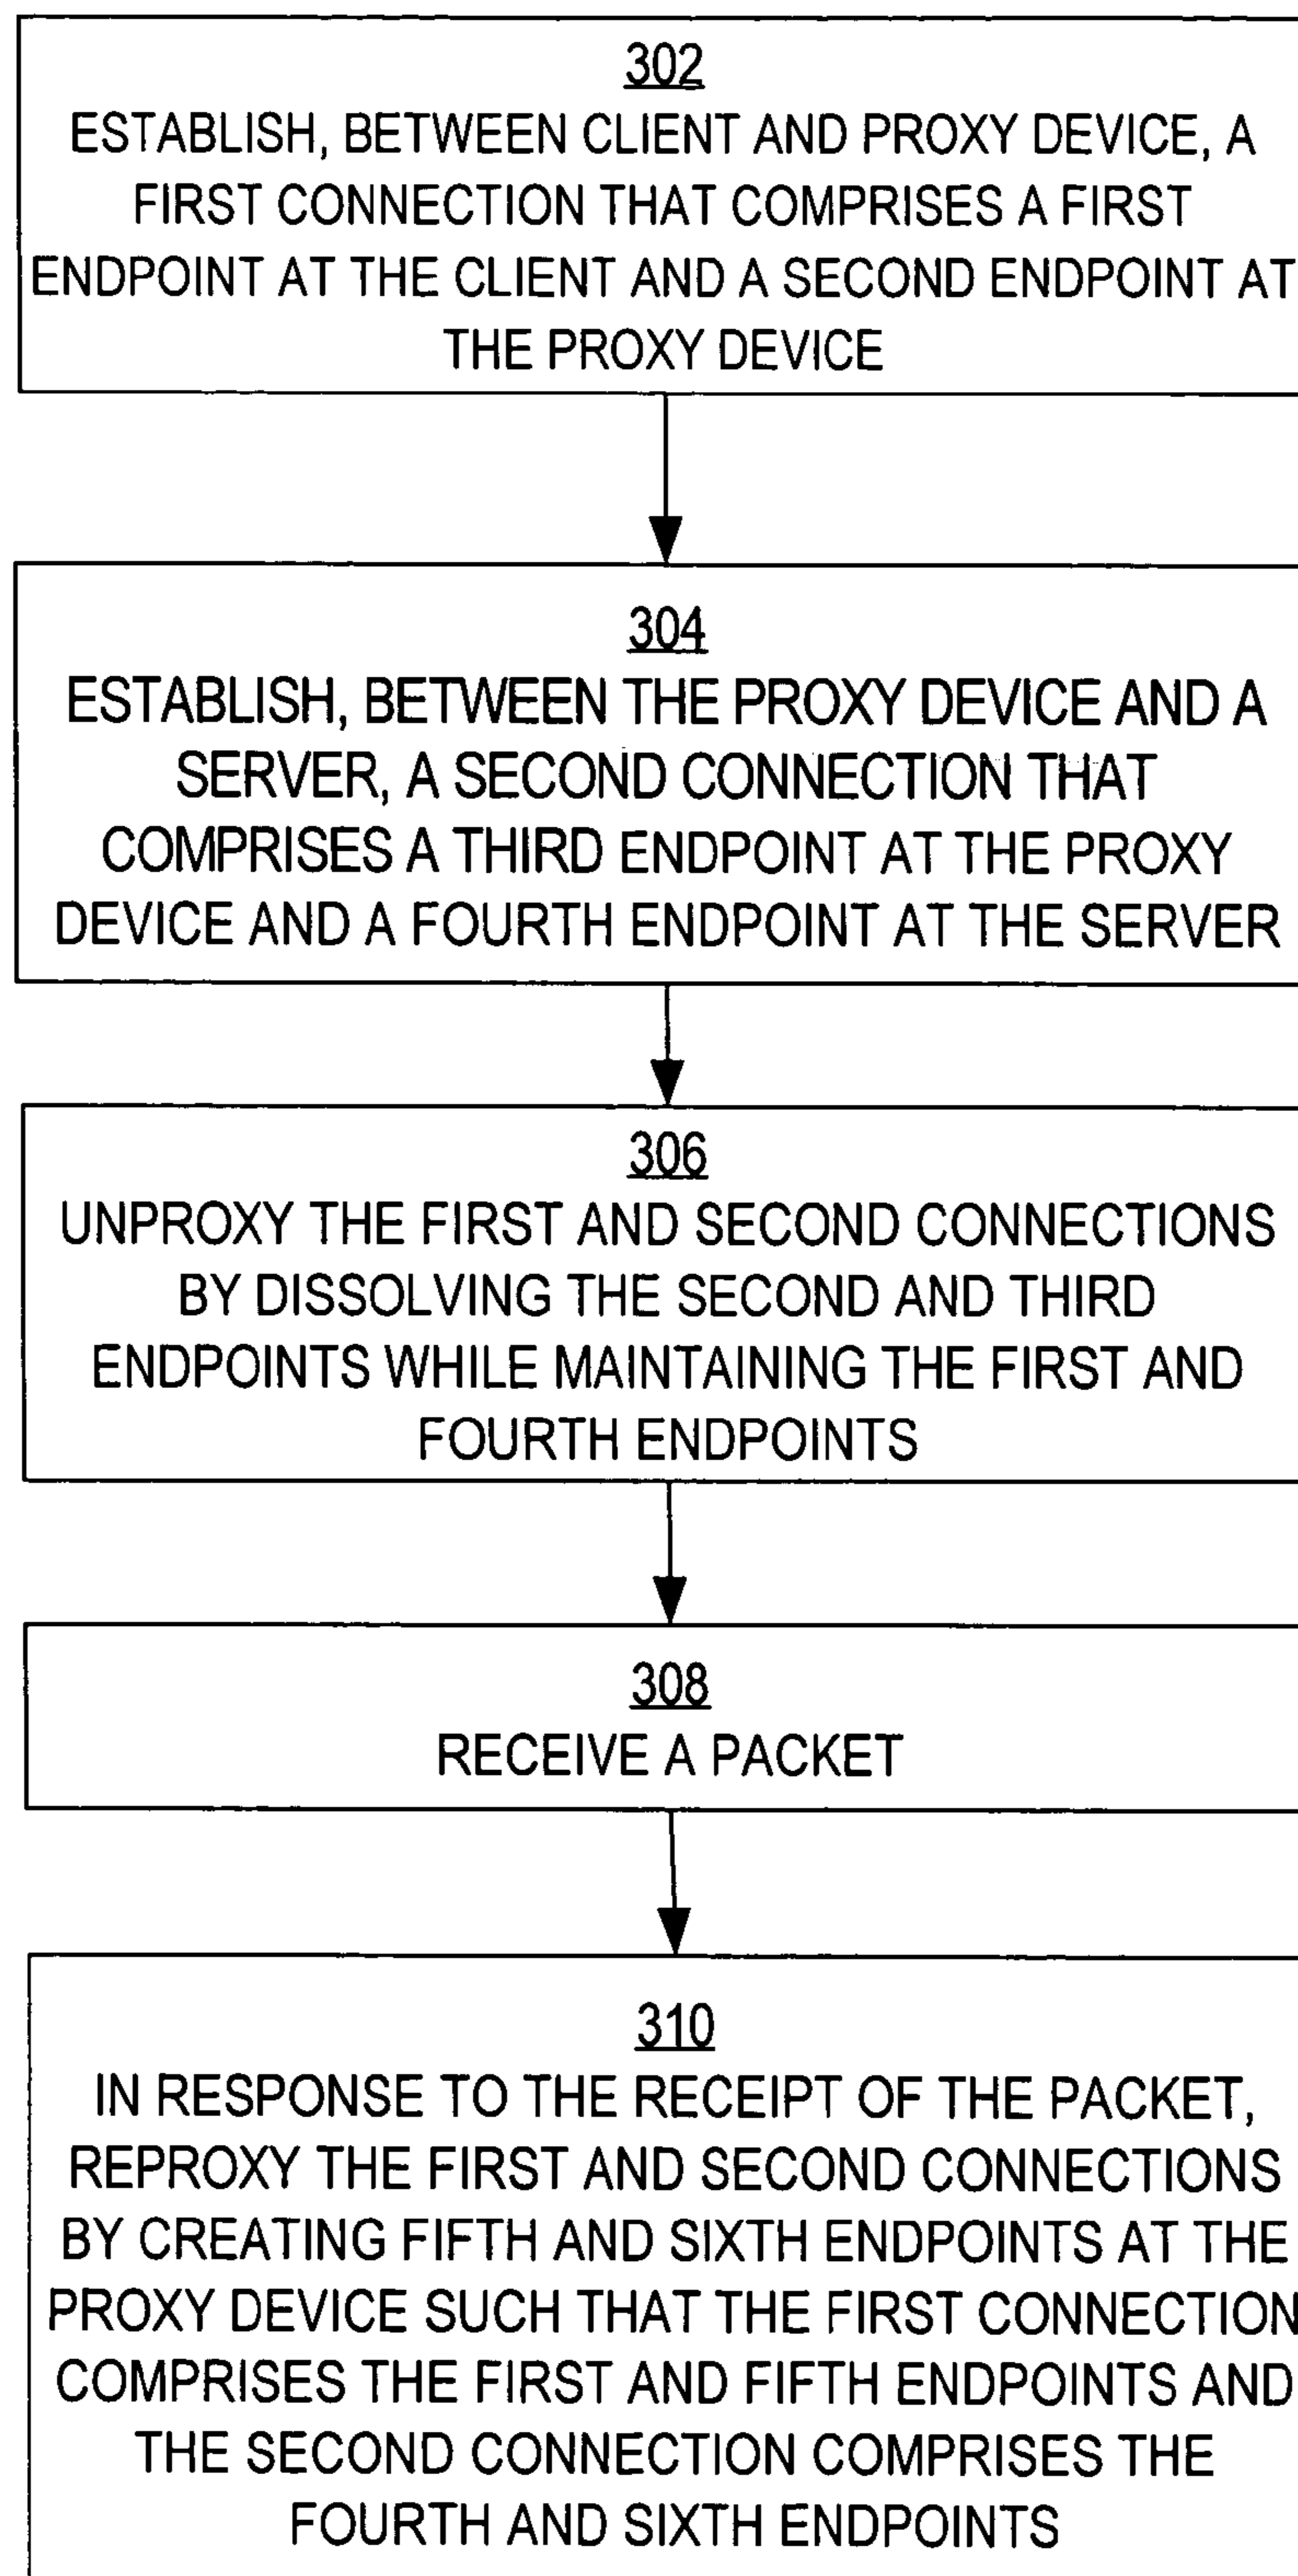 302
ESTABLISH, BETWEEN CLIENT AND PROXY DEVICE, A
FIRST CONNECTION THAT COMPRISES A FIRST
ENDPOINT AT THE CLIENT AND A SECOND ENDPOINT AT
THE PROXY DEVICE
304
ESTABLISH, BETWEEN THE PROXY DEVICE AND A
SERVER, A SECOND CONNECTION THAT
COMPRISES A THIRD ENDPOINT AT THE PROXY
DEVICE AND A FOURTH ENDPOINT AT THE SERVER
306
UNPROXY THE FIRST AND SECOND CONNECTIONS
BY DISSOLVING THE SECOND AND THIRD
ENDPOINTS WHILE MAINTAINING THE FIRST AND
FOURTH ENDPOINTS
308
RECEIVE A PACKET
310
IN RESPONSE TO THE RECEIPT OF THE PACKET,
REPROXY THE FIRST AND SECOND CONNECTIONS
BY CREATING FIFTH AND SIXTH ENDPOINTS AT THE
PROXY DEVICE SUCH THAT THE FIRST CONNECTION
COMPRISES THE FIRST AND FIFTH ENDPOINTS AND
THE SECOND CONNECTION COMPRISES THE
FOURTH AND SIXTH ENDPOINTS